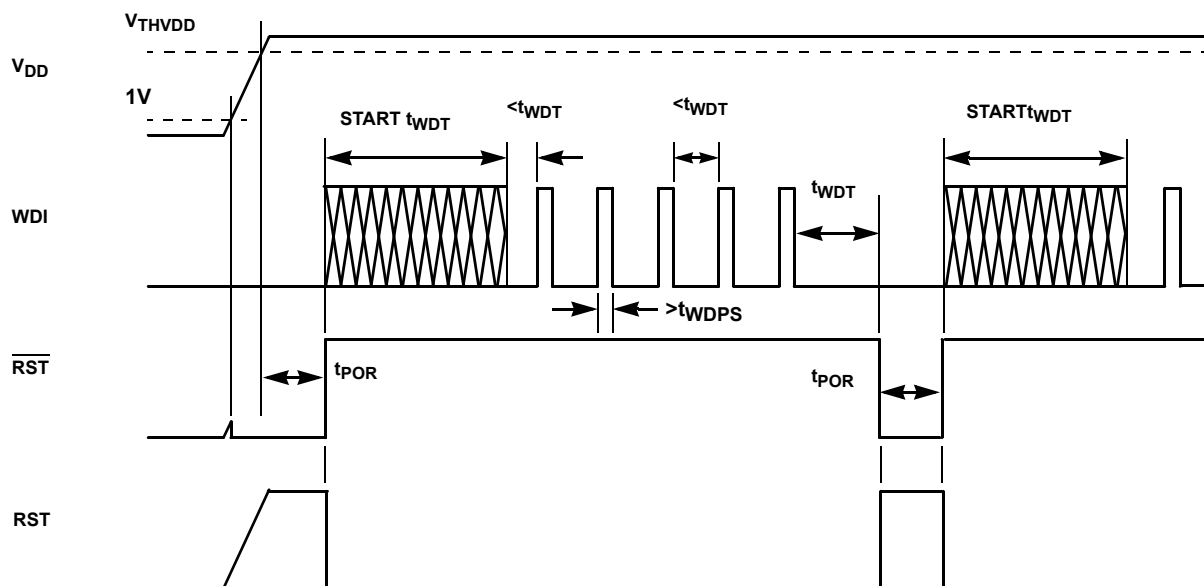 VTHVDD
VDD
1V
START tWDT
<tWDT
<tWDT
STARTtWDT
tWDT
WDI
>tWDPS
RST
tPOR
tPOR
RST